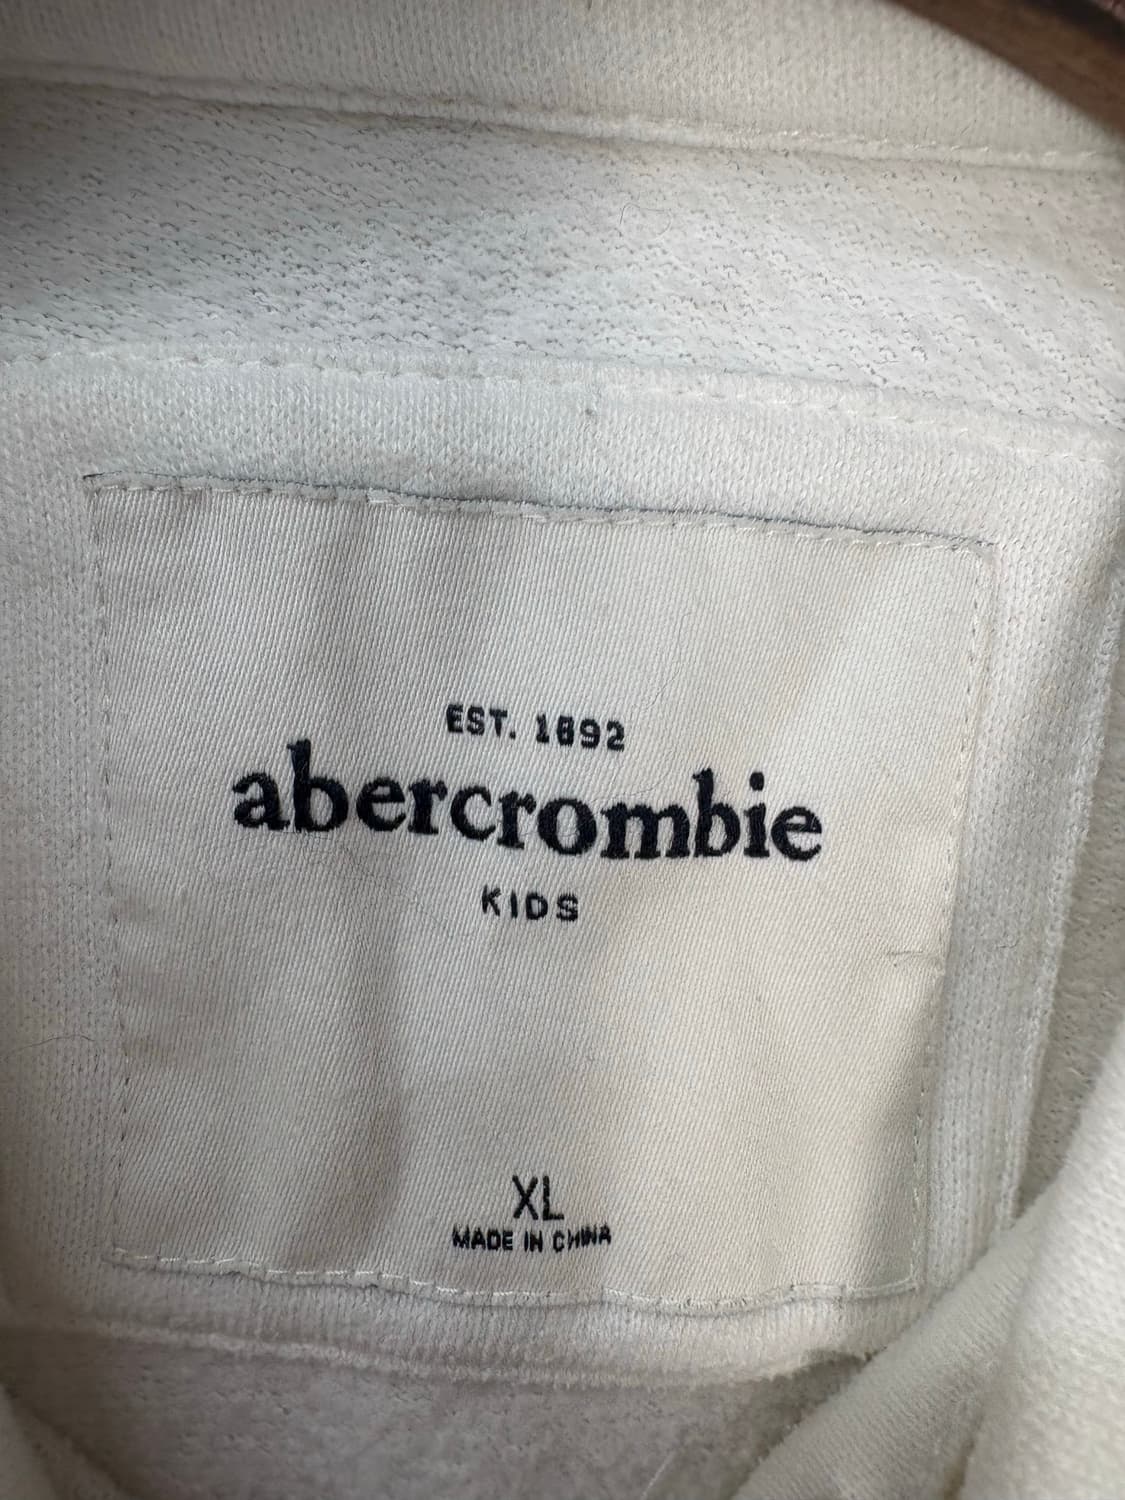 EST. 1892
abercrombie
KIDS
XL
MADE IN CHINA